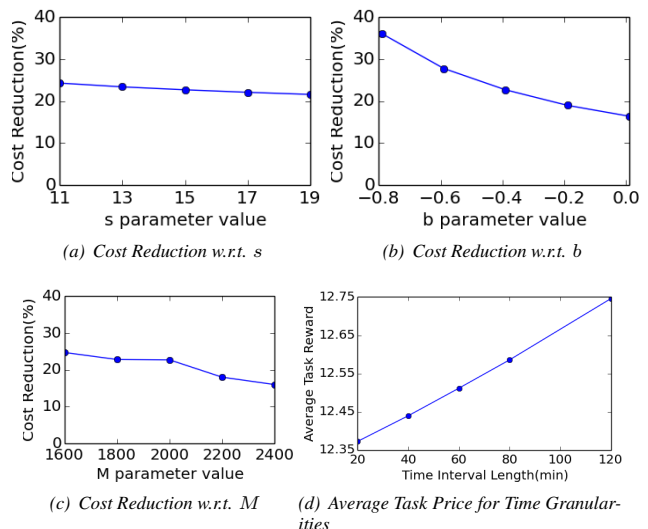 40
30
20
10
0
Cost Reduction(%)
11 13 15 17 19
s parameter value
(a) Cost Reduction w.r.t. s
40
30
20
10
0
Cost Reduction(%)
−0.8 −0.6 −0.4 −0.2 0.0
b parameter value
(b) Cost Reduction w.r.t. b
40
30
20
10
0
Cost Reduction(%)
1600 1800 2000 2200 2400
M parameter value
(c) Cost Reduction w.r.t. M
12.75
12.65
12.55
12.45
12.35
Average Task Reward
20 40 60 80 100 120
Time Interval Length(min)
(d) Average Task Price for Time Granular-
ities